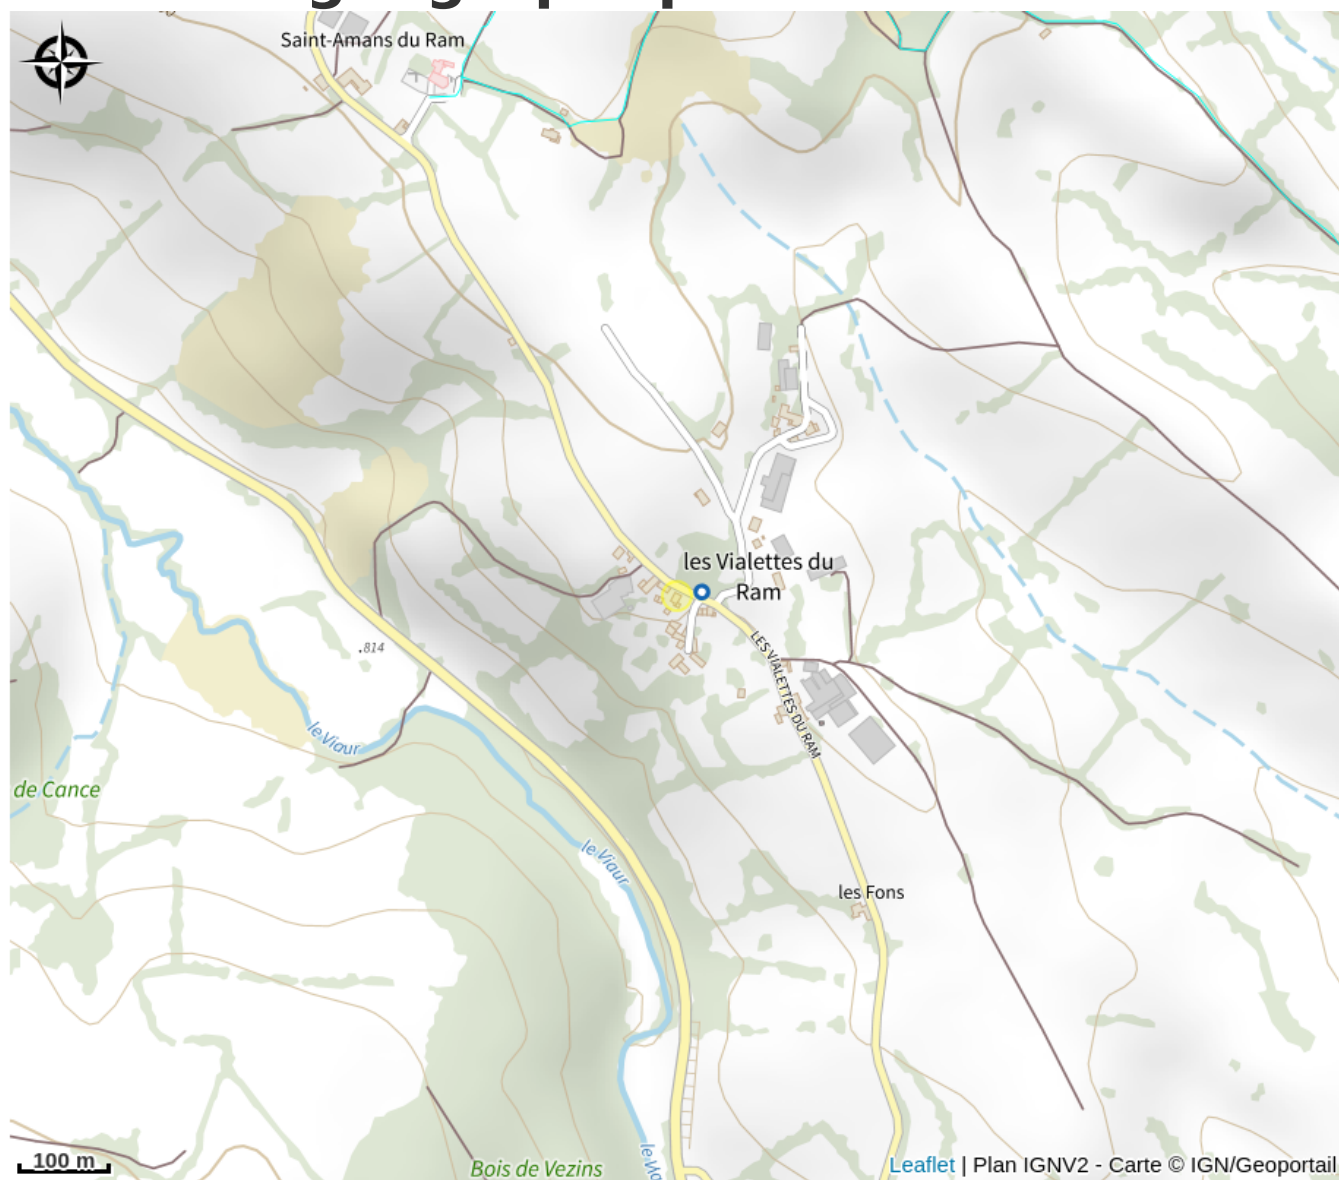 Saint-Amans du Ram
les Vialettes du
Ram
LES VIALETTES DU RAM
.814
le Viaur
de Cance
le Viaur
les Fons
100 m
Bois de Vezins
Leaflet | Plan IGNV2 - Carte © IGN/Geoportail